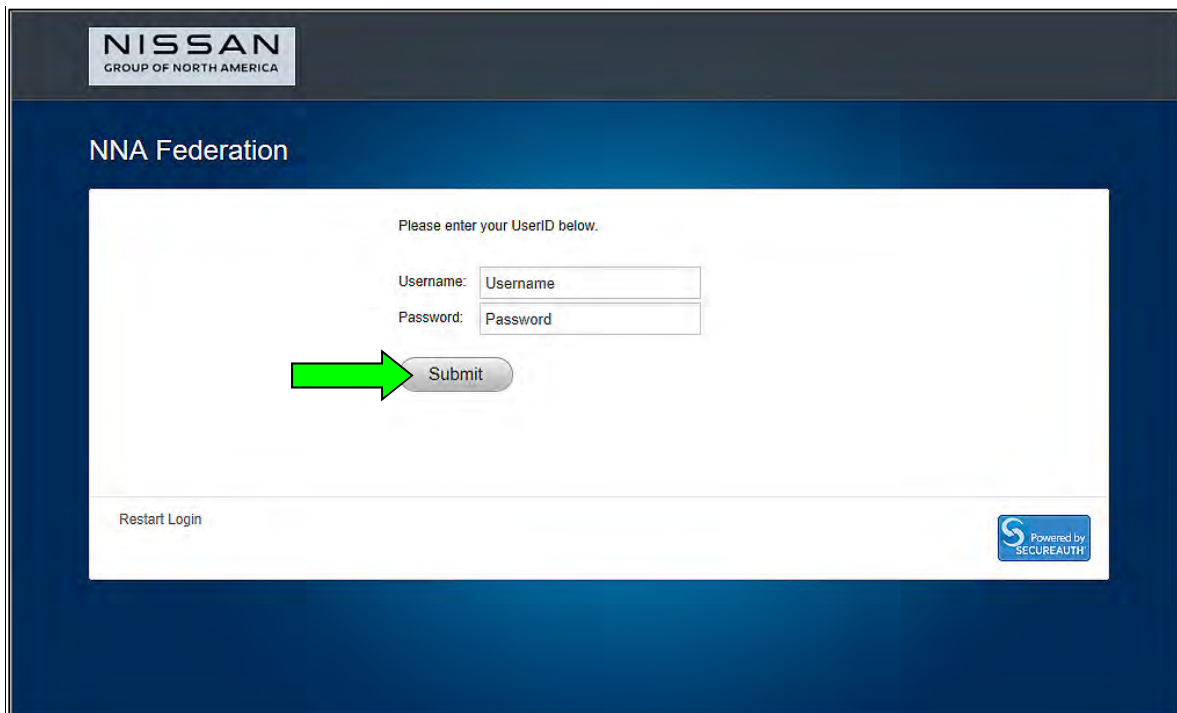 NISSAN
GROUP OF NORTH AMERICA
NNA Federation
Please enter your UserID below.
Username: Username
Password: Password
Submit
Restart Login
Powered by
SECUREAUTH